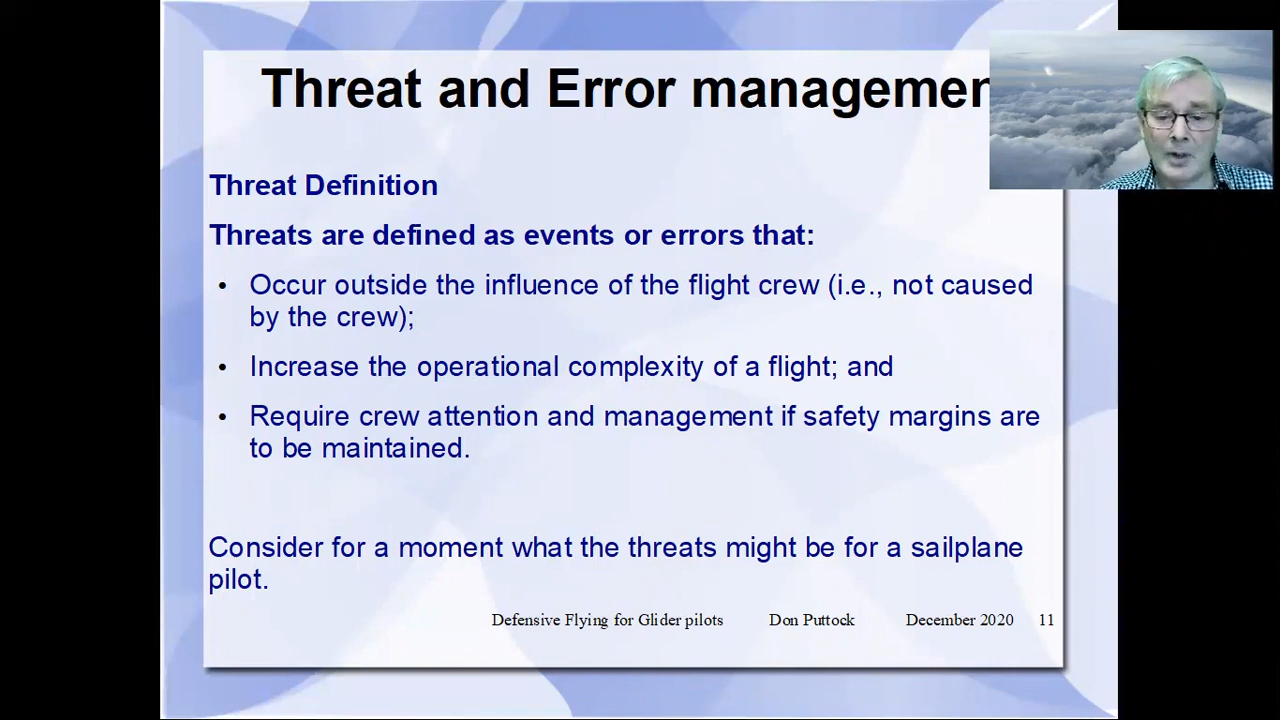 Threat and Error managemen
Threat Definition
Threats are defined as events or errors that:
• Occur outside the influence of the flight crew (i.e., not caused
by the crew);
• Increase the operational complexity of a flight; and
• Require crew attention and management if safety margins are
to be maintained.
Consider for a moment what the threats might be for a sailplane
pilot.
Defensive Flying for Glider pilots Don Puttock December 2020 11